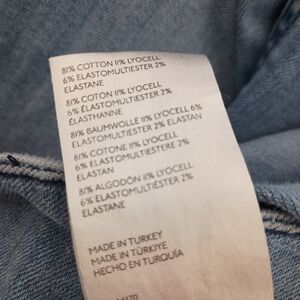 81% COTTON 11% LYOCELL
6% ELASTOMULTIESTER 2%
ELASTANE
81% COTON 11% LYOCELL
6% ÉLASTOMULTIESTER 2%
ÉLASTHANNE
81% BAUMWOLLE 11% LYOCELL 6%
ELASTOMULTIESTER 2% ELASTAN
81% COTONE 11% LYOCELL
6% ELASTOMULTIESTERE 2%
ELASTAN
81% ALGODÓN 11% LYOCELL
6% ELASTOMULTIESTER 2%
ELASTANE
MADE IN TURKEY
MADE IN TÜRKIYE
HECHO EN TURQUÍA